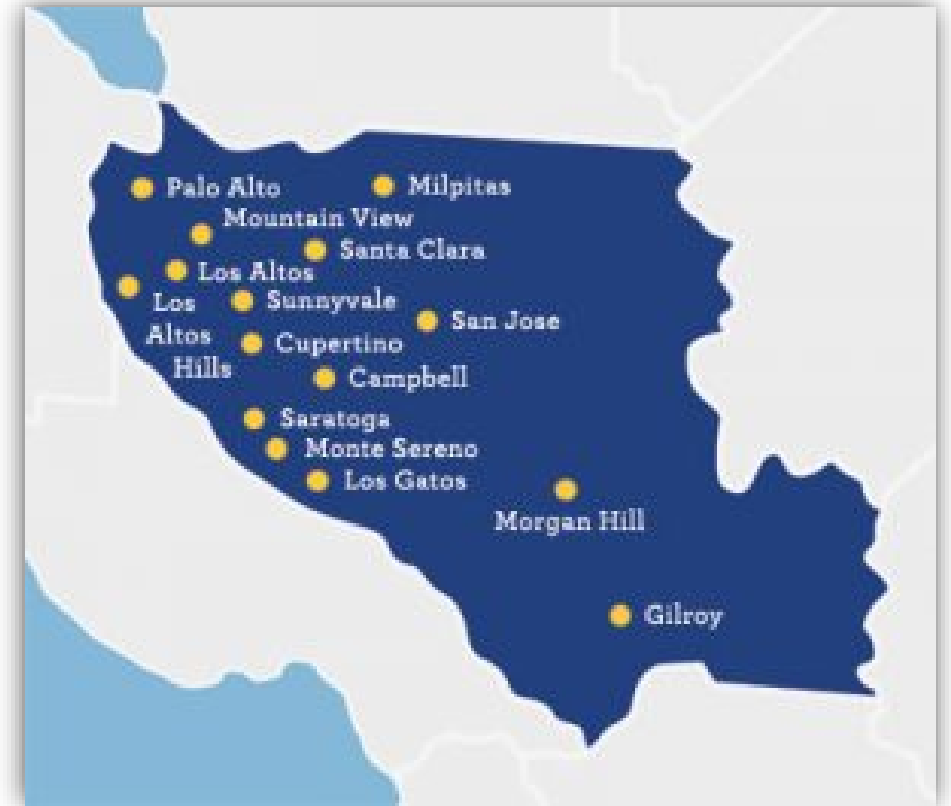 Palo Alto
Milpitas
Mountain View
Santa Clara
Los Altos
Los
Altos
Hills
Sunnyvale
San Jose
Cupertino
Campbell
Saratoga
Monte Sereno
Los Gatos
Morgan Hill
Gilroy